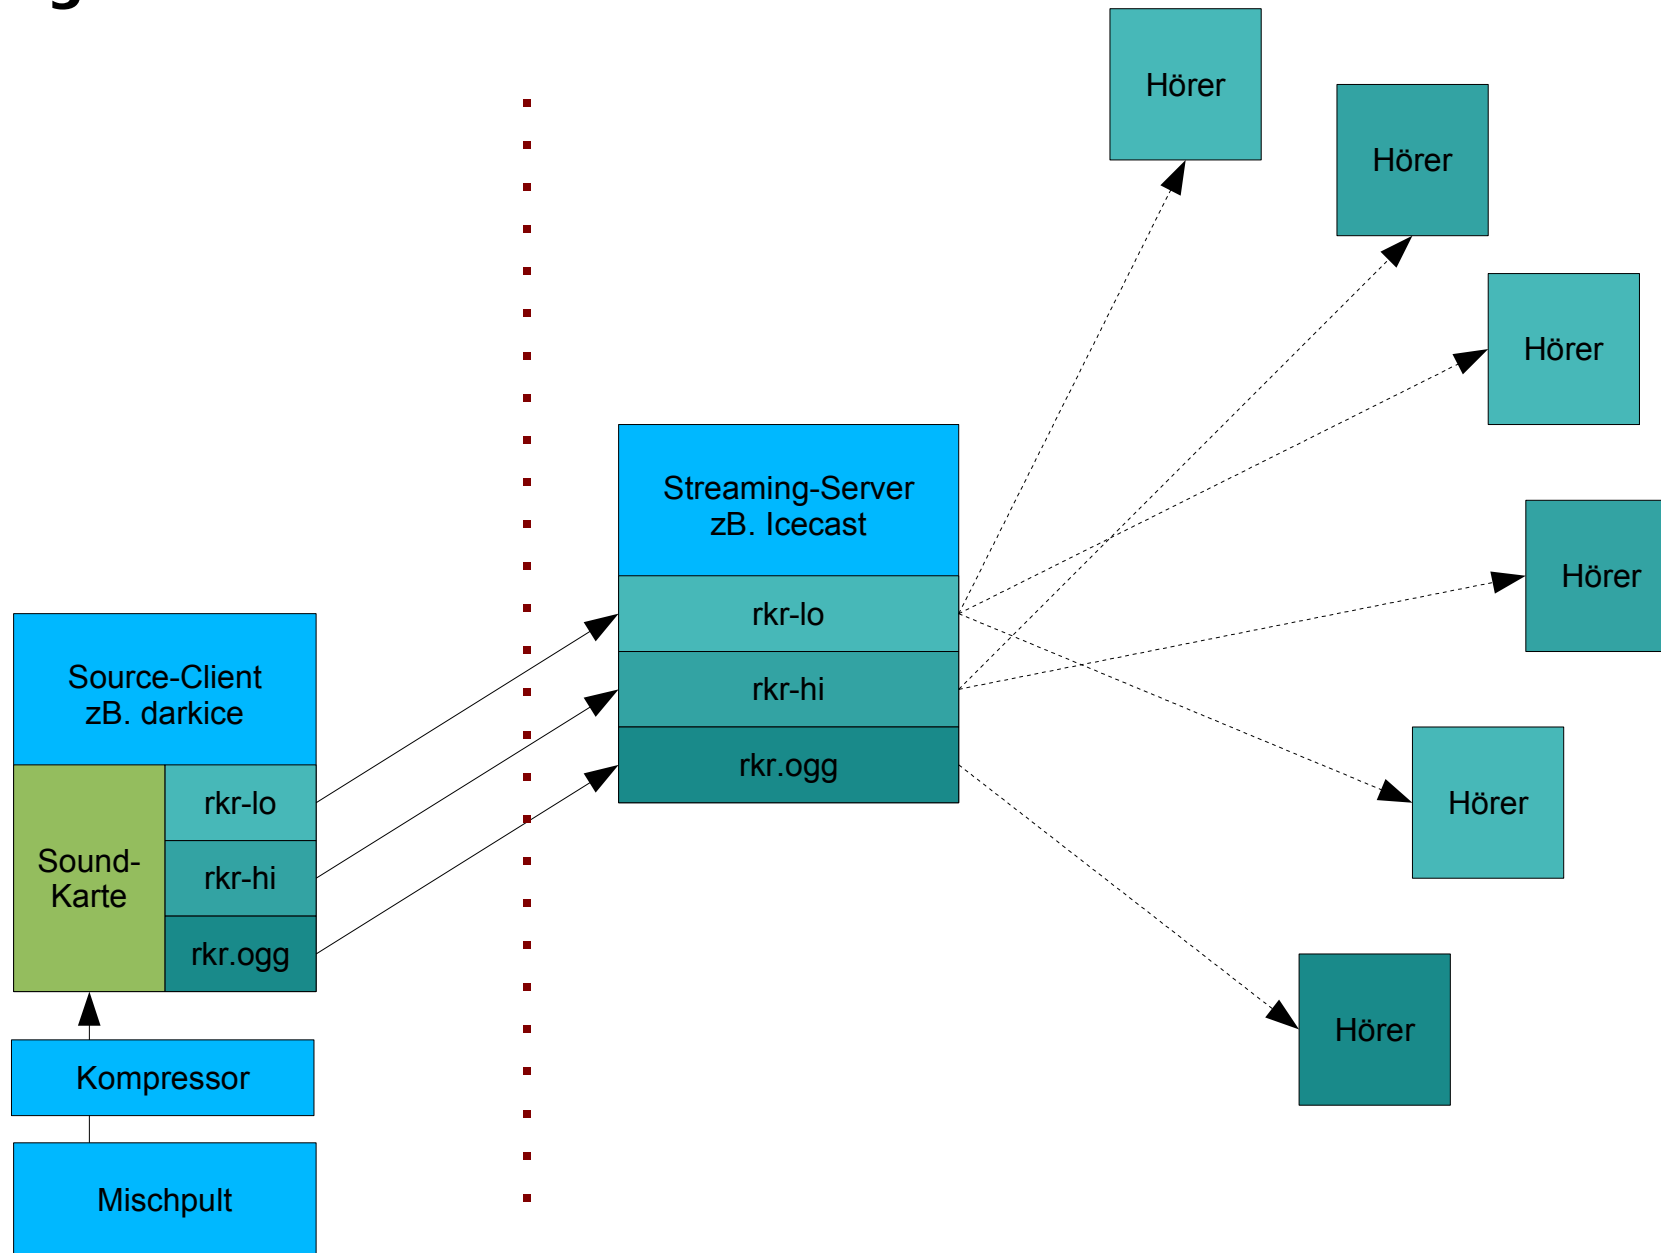 g
Hörer
Hörer
Hörer
Streaming-Server
zB. Icecast
Hörer
rkr-lo
Source-Client
zB. darkice
rkr-hi
rkr.ogg
rkr-lo
Hörer
Sound-
Karte
rkr-hi
rkr.ogg
Hörer
Kompressor
Mischpult